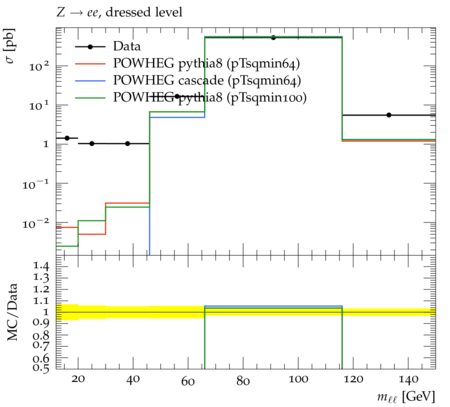 Z → ee, dressed level
σ [pb]
Data
POWHEG pythia8 (pTsqmin64)
POWHEG cascade (pTsqmin64)
POWHEG pythia8 (pTsqmin100)
10²
10¹
1
10⁻¹
10⁻²
MC/Data
1.4
1.3
1.2
1.1
1
0.9
0.8
0.7
0.6
0.5
20 40 60 80 100 120 140
mℓℓ [GeV]